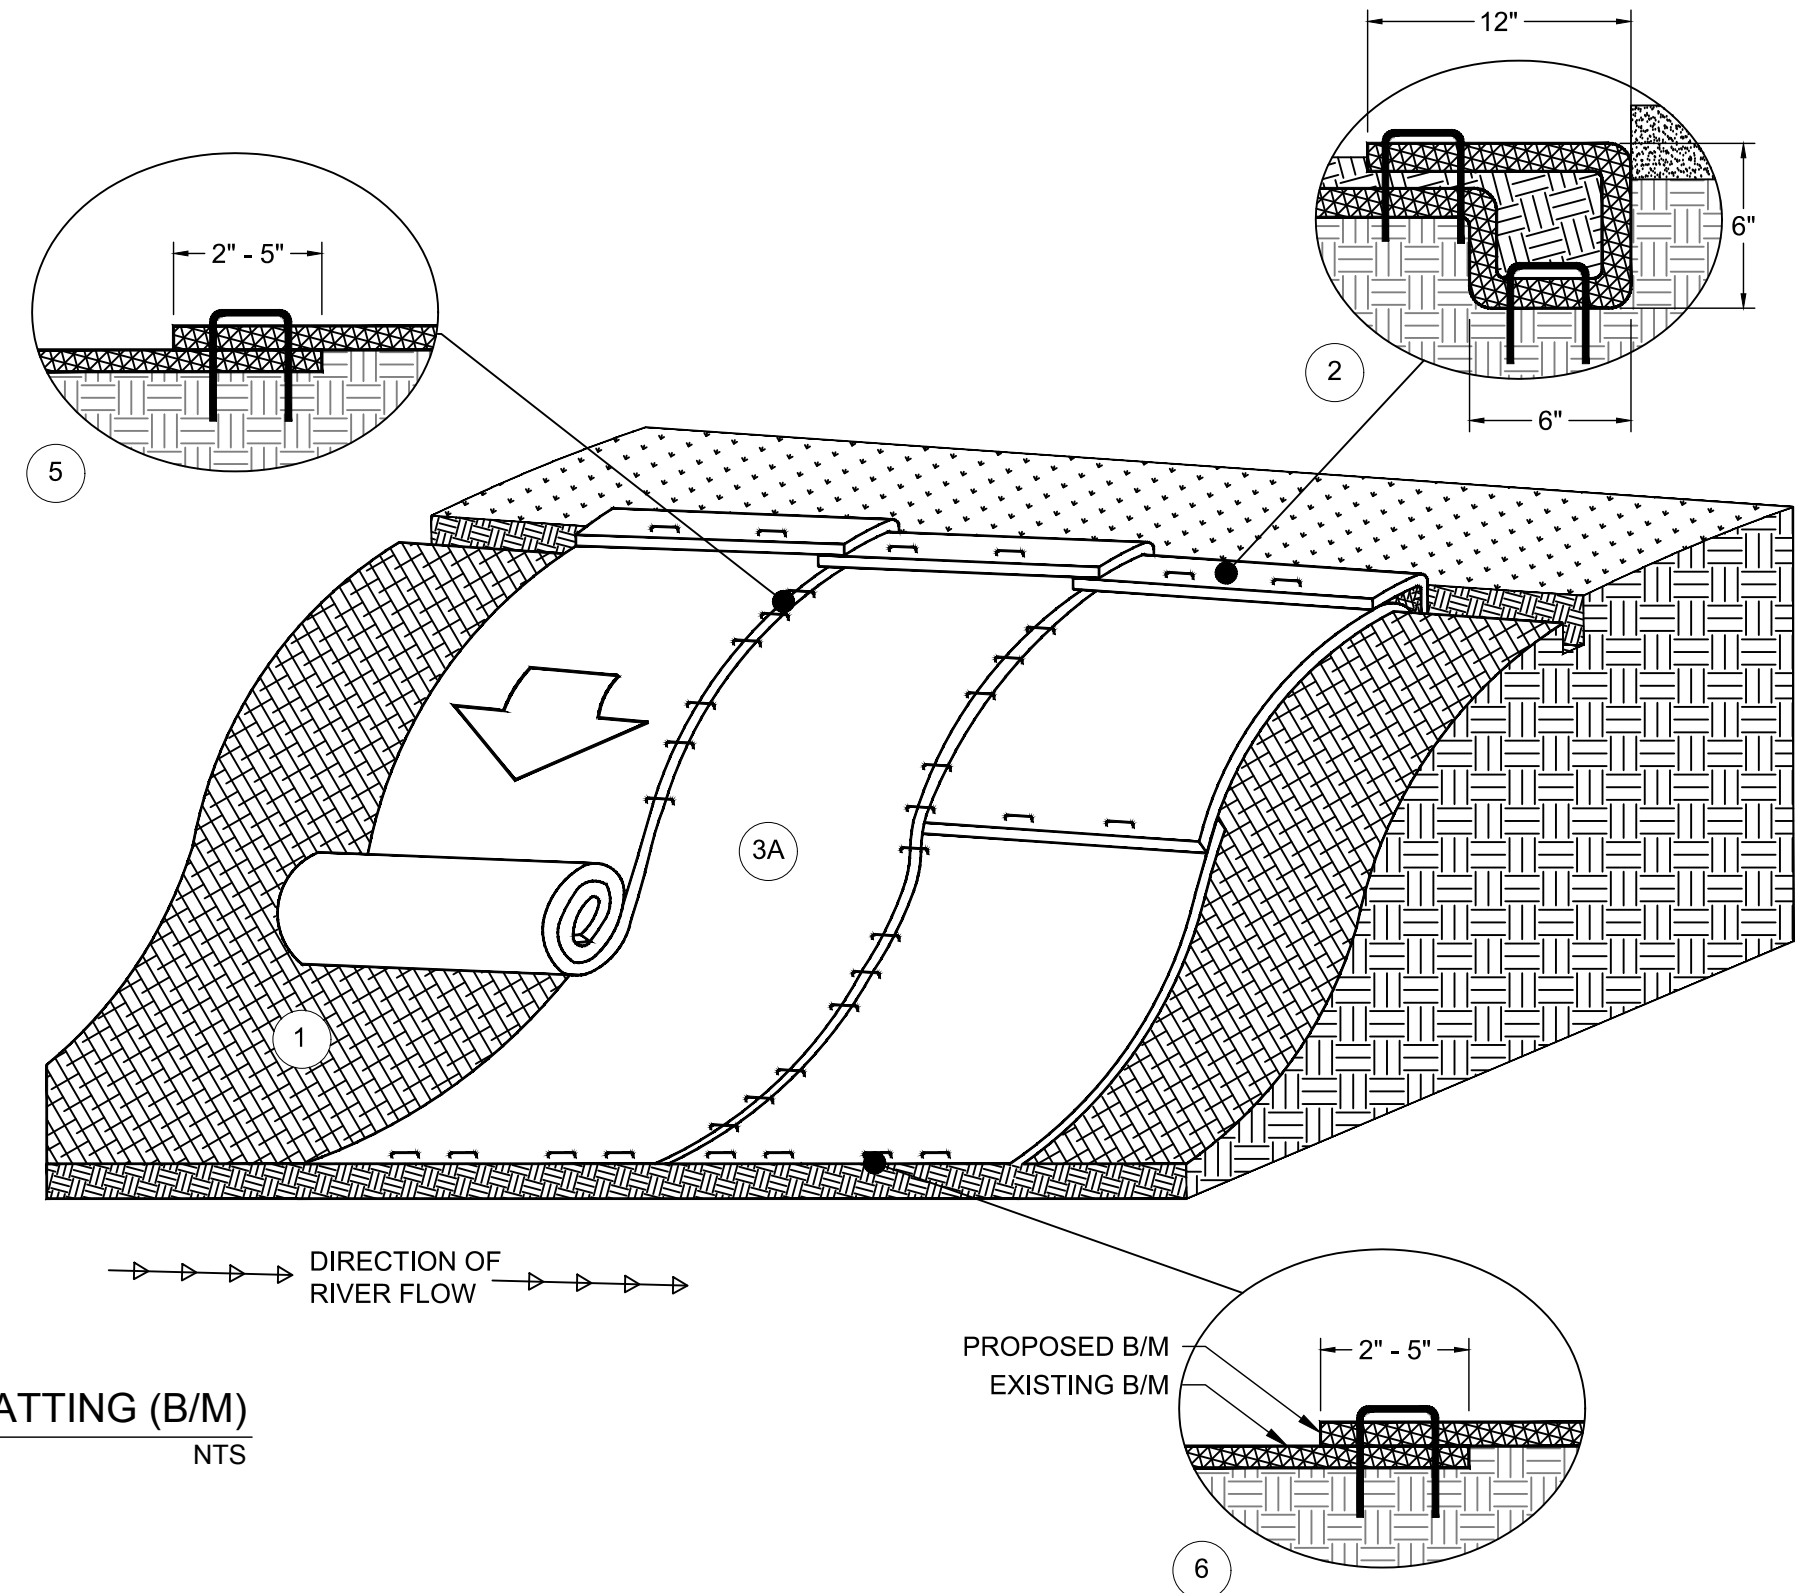 12"
2" - 5"
6"
2
6"
5
3A
1
DIRECTION OF
RIVER FLOW
PROPOSED B/M
EXISTING B/M
2" - 5"
ATTING (B/M)
NTS
6